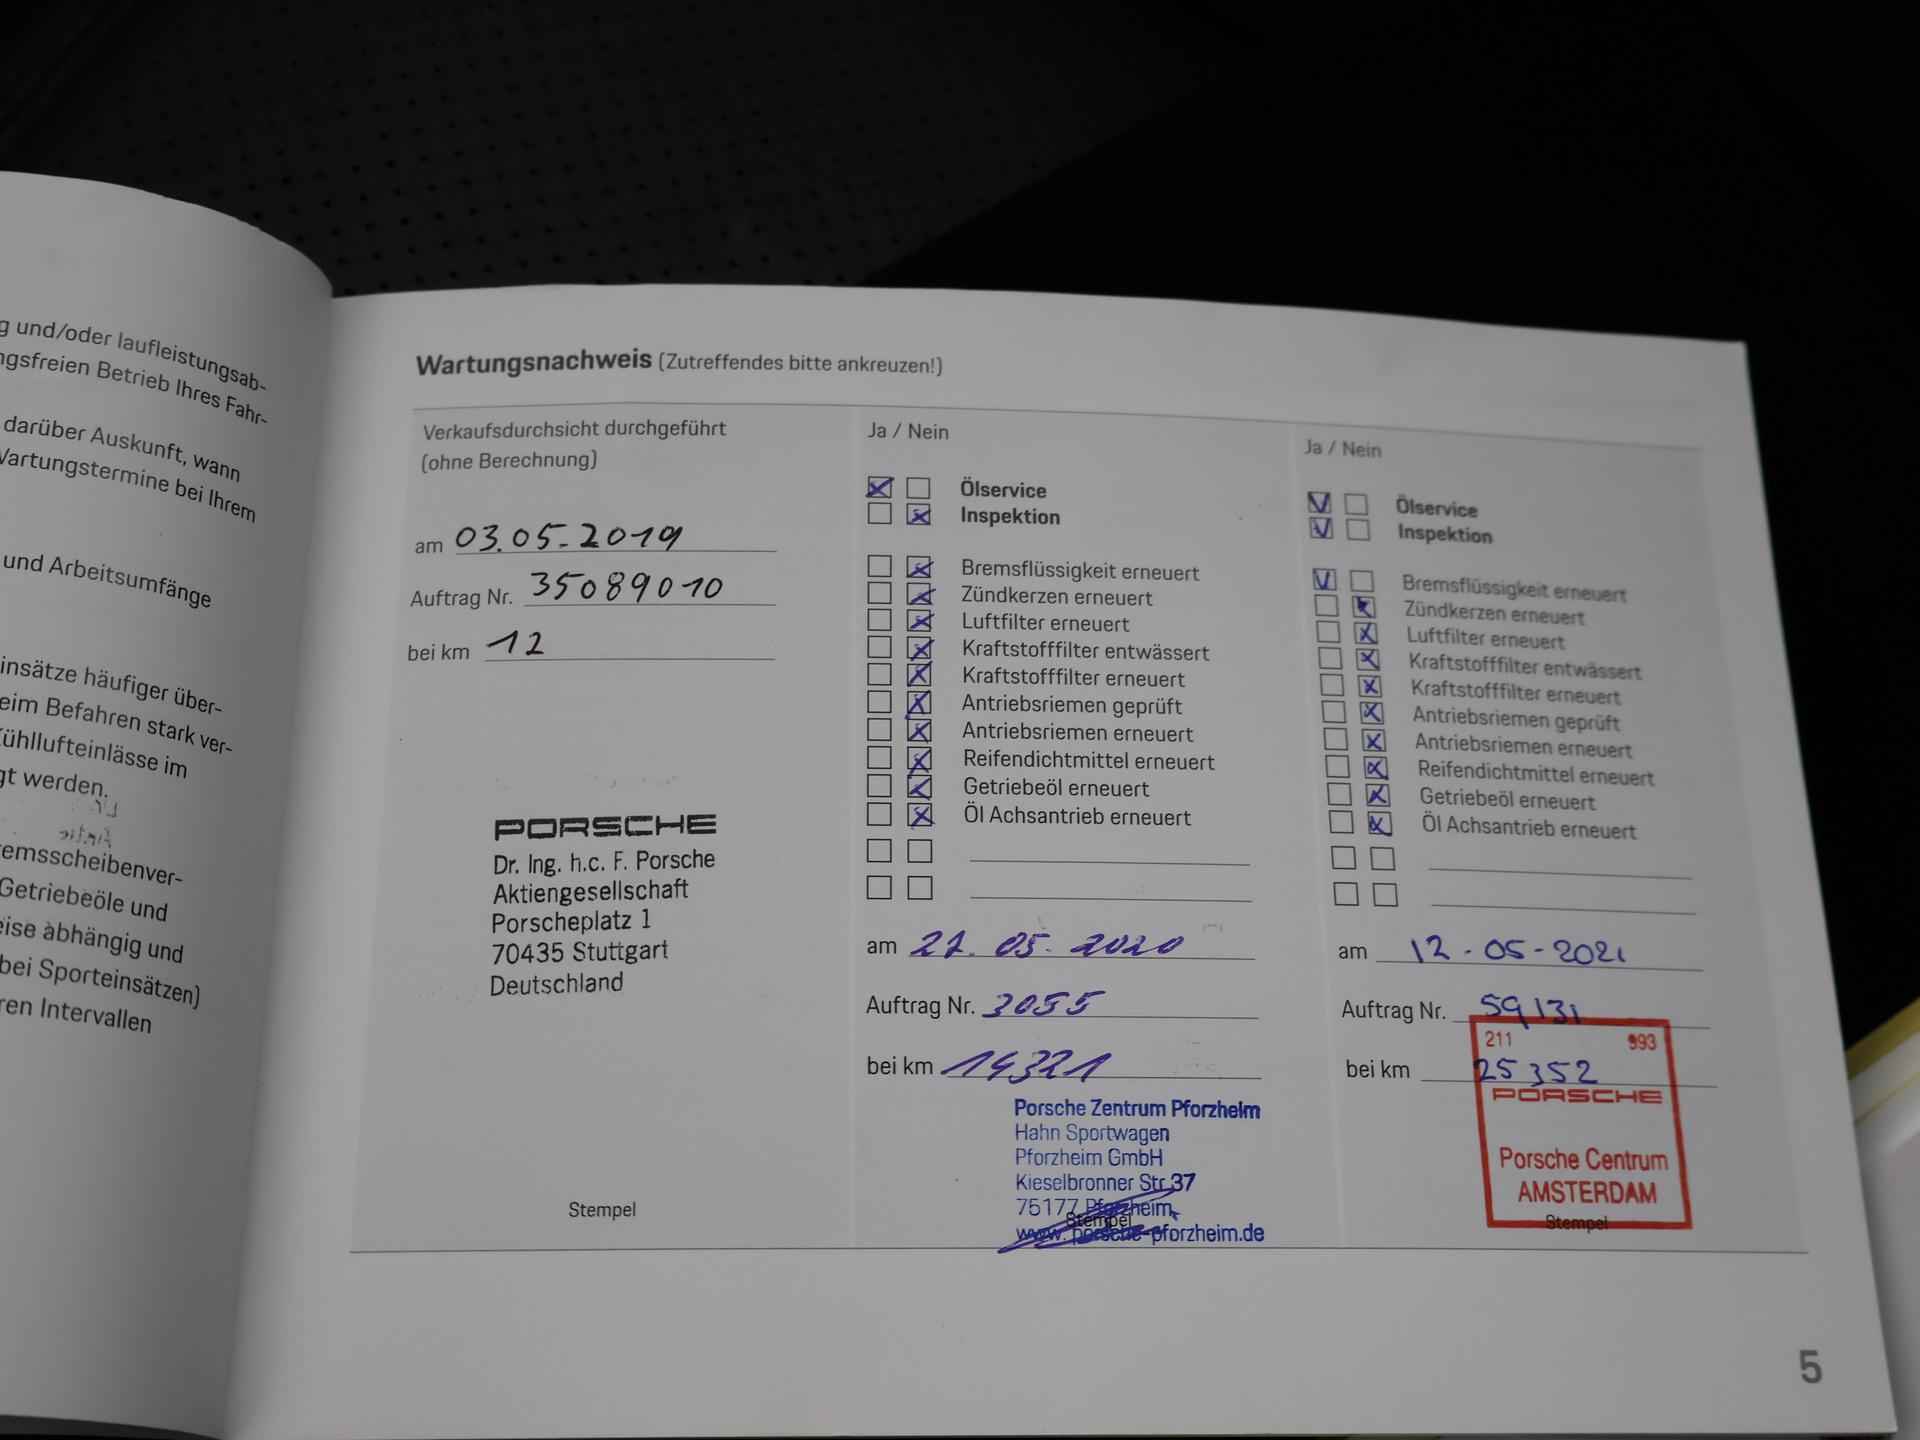 g und/oder laufleistungsab-
ngsfreien Betrieb Ihres Fahr-
darüber Auskunft, wann
Wartungstermine bei Ihrem
und Arbeitsumfänge
insätze häufiger über-
eim Befahren stark ver-
Kühllufteinlässe im
gt werden.
emsscheibenver-
Getriebeöle und
eise abhängig und
bei Sporteinsätzen)
ren Intervallen
Wartungsnachweis (Zutreffendes bitte ankreuzen!)
Verkaufsdurchsicht durchgeführt
(ohne Berechnung)
am 03.05.2019
Auftrag Nr. 35089010
bei km 12
PORSCHE
Dr. Ing. h.c. F. Porsche
Aktiengesellschaft
Porscheplatz 1
70435 Stuttgart
Deutschland
Stempel
Ja / Nein
Ölservice
Inspektion
Bremsflüssigkeit erneuert
Zündkerzen erneuert
Luftfilter erneuert
Kraftstofffilter entwässert
Kraftstofffilter erneuert
Antriebsriemen geprüft
Antriebsriemen erneuert
Reifendichtmittel erneuert
Getriebeöl erneuert
Öl Achsantrieb erneuert
am 27.05.2020
Auftrag Nr. 3055
bei km 14321
Porsche Zentrum Pforzheim
Hahn Sportwagen
Pforzheim GmbH
Kieselbronner Str.37
75177 Pforzheim
Stempel
www.porsche-pforzheim.de
Ja / Nein
Ölservice
Inspektion
Bremsflüssigkeit erneuert
Zündkerzen erneuert
Luftfilter erneuert
Kraftstofffilter entwässert
Kraftstofffilter erneuert
Antriebsriemen geprüft
Antriebsriemen erneuert
Reifendichtmittel erneuert
Getriebeöl erneuert
Öl Achsantrieb erneuert
am 12-05-2021
Auftrag Nr. 59131
211 993
bei km 25352
PORSCHE
Porsche Centrum
AMSTERDAM
Stempel
5